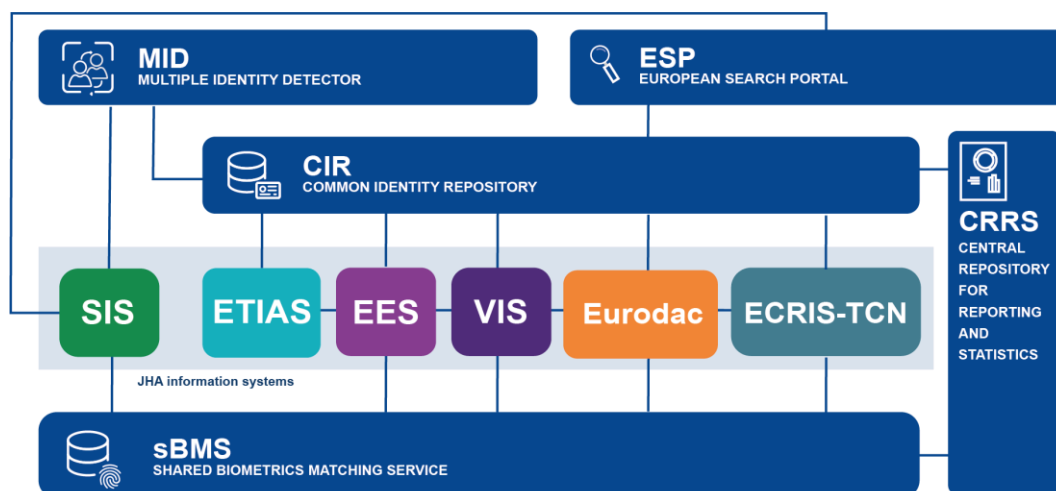 MID
MULTIPLE IDENTITY DETECTOR
ESP
EUROPEAN SEARCH PORTAL
CIR
COMMON IDENTITY REPOSITORY
CRRS
CENTRAL
REPOSITORY
FOR
REPORTING
AND
STATISTICS
SIS
ETIAS
EES
VIS
Eurodac
ECRIS-TCN
JHA information systems
sBMS
SHARED BIOMETRICS MATCHING SERVICE